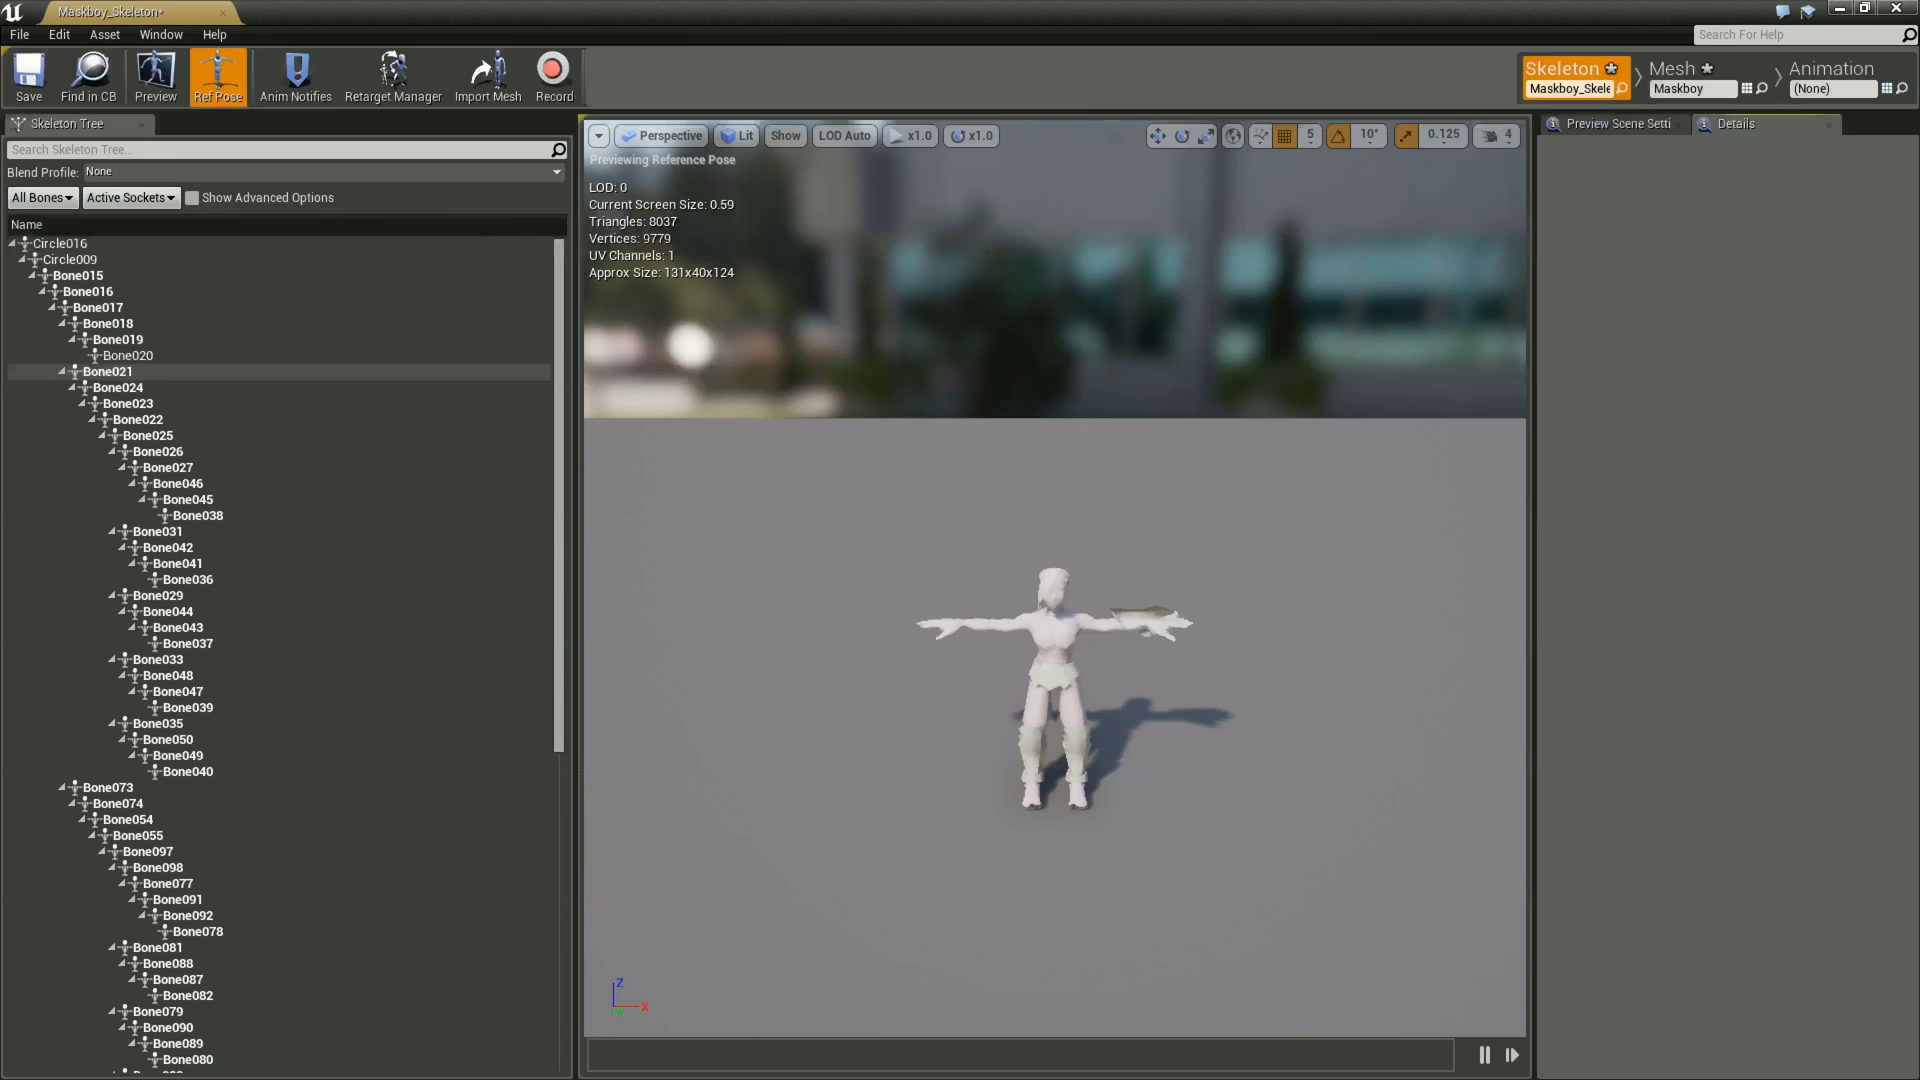 Maskboy_Skeleton*
File Edit Asset Window Help
Search For Help
Save Find in CB Preview Ref Pose Anim Notifies Retarget Manager Import Mesh Record
Skeleton Mesh Animation
Maskboy_Skele Maskboy (None)
Skeleton Tree
Preview Scene Setti Details
Search Skeleton Tree...
Blend Profile: None
All Bones Active Sockets Show Advanced Options
Name
Circle016
Circle009
Bone015
Bone016
Bone017
Bone018
Bone019
Bone020
Bone021
Bone024
Bone023
Bone022
Bone025
Bone026
Bone027
Bone046
Bone045
Bone038
Bone031
Bone042
Bone041
Bone036
Bone029
Bone044
Bone043
Bone037
Bone033
Bone048
Bone047
Bone039
Bone035
Bone050
Bone049
Bone040
Bone073
Bone074
Bone054
Bone055
Bone097
Bone098
Bone077
Bone091
Bone092
Bone078
Bone081
Bone088
Bone087
Bone082
Bone079
Bone090
Bone089
Bone080
Perspective Lit Show LOD Auto x1.0 x1.0 5 10° 0.125 4
Previewing Reference Pose
LOD: 0
Current Screen Size: 0.59
Triangles: 8037
Vertices: 9779
UV Channels: 1
Approx Size: 131x40x124
Z
X
Y